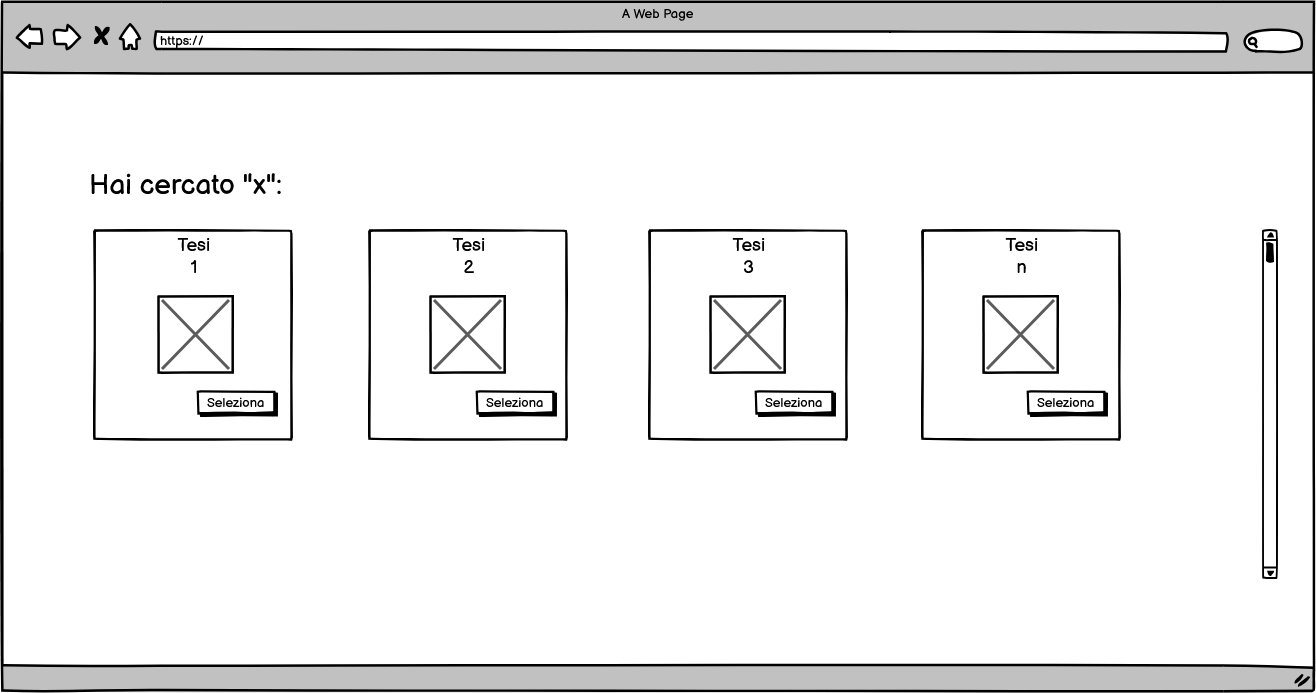 A Web Page
https://
Hai cercato "x":
Tesi
1
Seleziona
Tesi
2
Seleziona
Tesi
3
Seleziona
Tesi
n
Seleziona